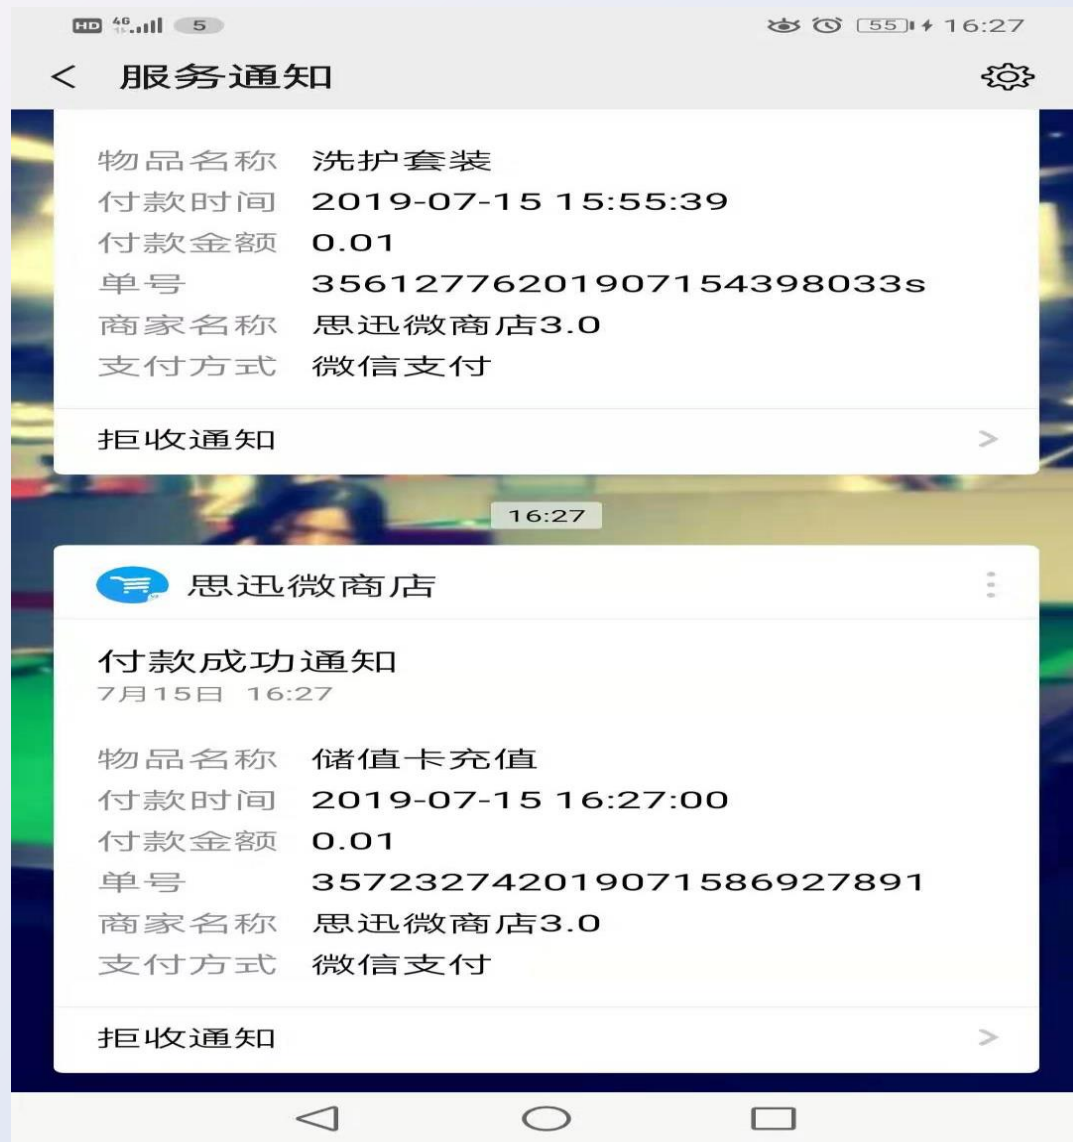 HD 4G 5 55 16:27
< 服务通知
物品名称 洗护套装
付款时间 2019-07-15 15:55:39
付款金额 0.01
单号 356127762019071543980​33s
商家名称 思迅微商店3.0
支付方式 微信支付
拒收通知 >
16:27
思迅微商店
付款成功通知
7月15日 16:27
物品名称 储值卡充值
付款时间 2019-07-15 16:27:00
付款金额 0.01
单号 3572327420190715869278​91
商家名称 思迅微商店3.0
支付方式 微信支付
拒收通知 >